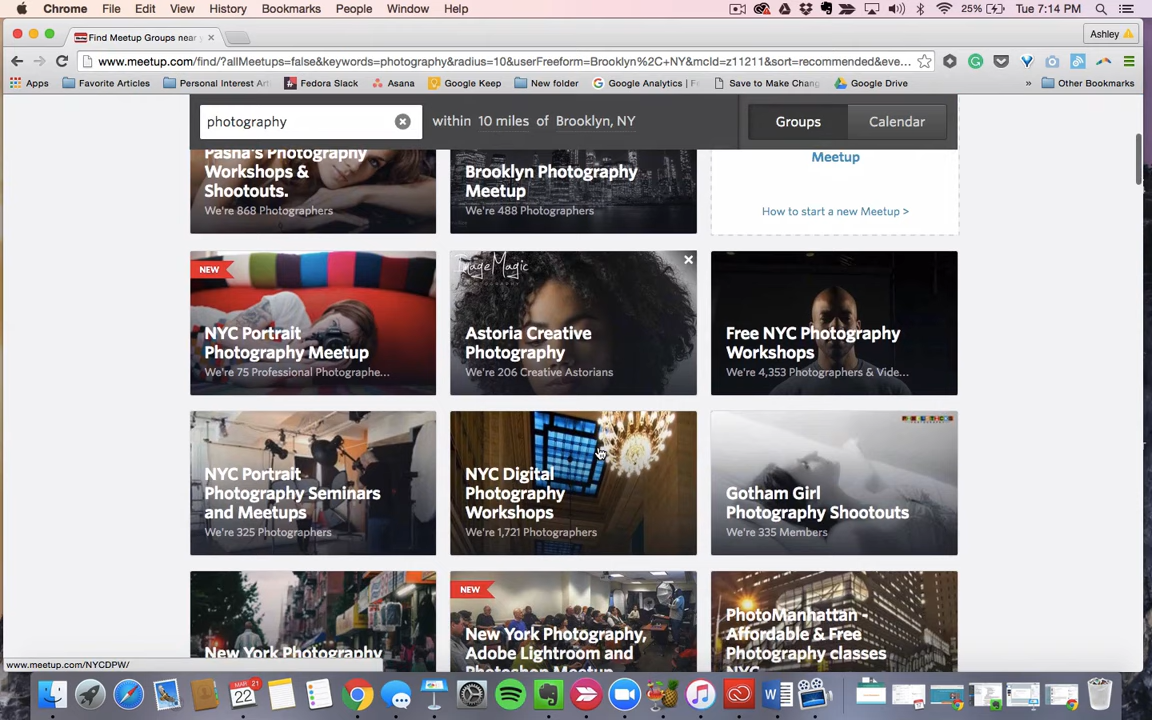 Chrome File Edit View History Bookmarks People Window Help 25% Tue 7:14 PM
Find Meetup Groups near
Ashley
www.meetup.com/find/?allMeetups=false&keywords=photography&radius=10&userFreeform=Brooklyn%2C+NY&mcId=z11211&sort=recommended&eve...
Apps Favorite Articles Personal Interest Ar Fedora Slack Asana Google Keep New folder Google Analytics | F Save to Make Chang Google Drive » Other Bookmarks
photography within 10 miles of Brooklyn, NY Groups Calendar
Pasha's Photography
Workshops &
Shootouts.
We're 868 Photographers
Brooklyn Photography
Meetup
We're 488 Photographers
Meetup
How to start a new Meetup >
NEW
NYC Portrait
Photography Meetup
We're 75 Professional Photographe...
ImageMagic
PHOTOGRAPHY
Astoria Creative
Photography
We're 206 Creative Astorians
Free NYC Photography
Workshops
We're 4,353 Photographers & Vide...
NYC Portrait
Photography Seminars
and Meetups
We're 325 Photographers
NYC Digital
Photography
Workshops
We're 1,721 Photographers
Gotham Girl
Photography Shootouts
We're 335 Members
New York Photography
NEW
New York Photography,
Adobe Lightroom and
Photoshop Meetup
PhotoManhattan -
Affordable & Free
Photography classes
NYC
www.meetup.com/NYCDPW/
MAR 21
22